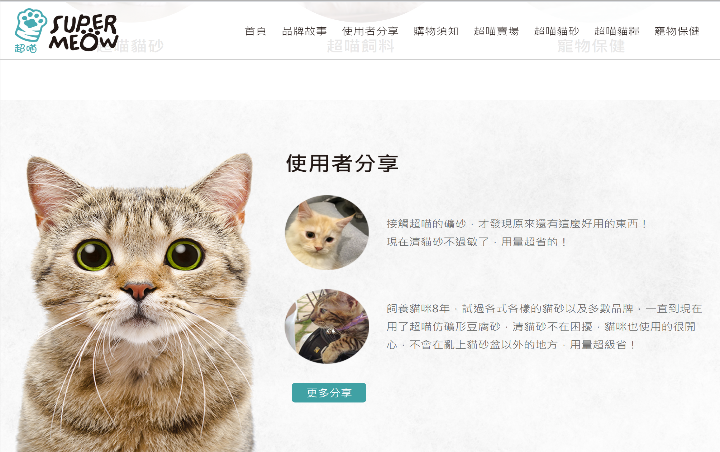 SUPER
MEOW
超喵
首頁 品牌故事 使用者分享 購物須知 超喵賣場 超喵貓砂 超喵貓糧 寵物保健
超喵貓砂 超喵飼料 寵物保健
使用者分享
接觸超喵的礦砂，才發現原來還有這麼好用的東西！
現在清貓砂不過敏了，用量超省的！
飼養貓咪8年，試過各式各樣的貓砂以及多數品牌，一直到現在
用了超喵仿礦形豆腐砂，清貓砂不在困擾，貓咪也使用的很開
心，不會在亂上貓砂盆以外的地方，用量超級省！
更多分享